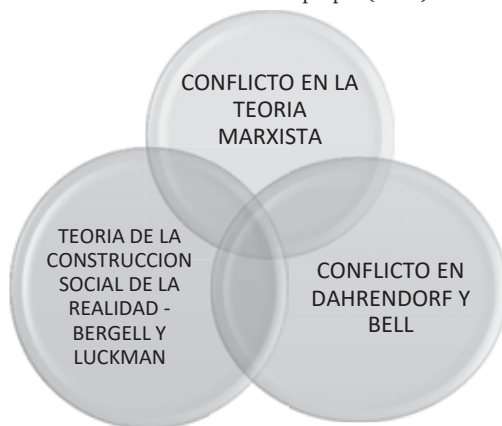 CONFLICTO EN LA
TEORIA
MARXISTA
TEORIA DE LA
CONSTRUCCION
SOCIAL DE LA
REALIDAD -
BERGELL Y
LUCKMAN
CONFLICTO EN
DAHRENDORF Y
BELL